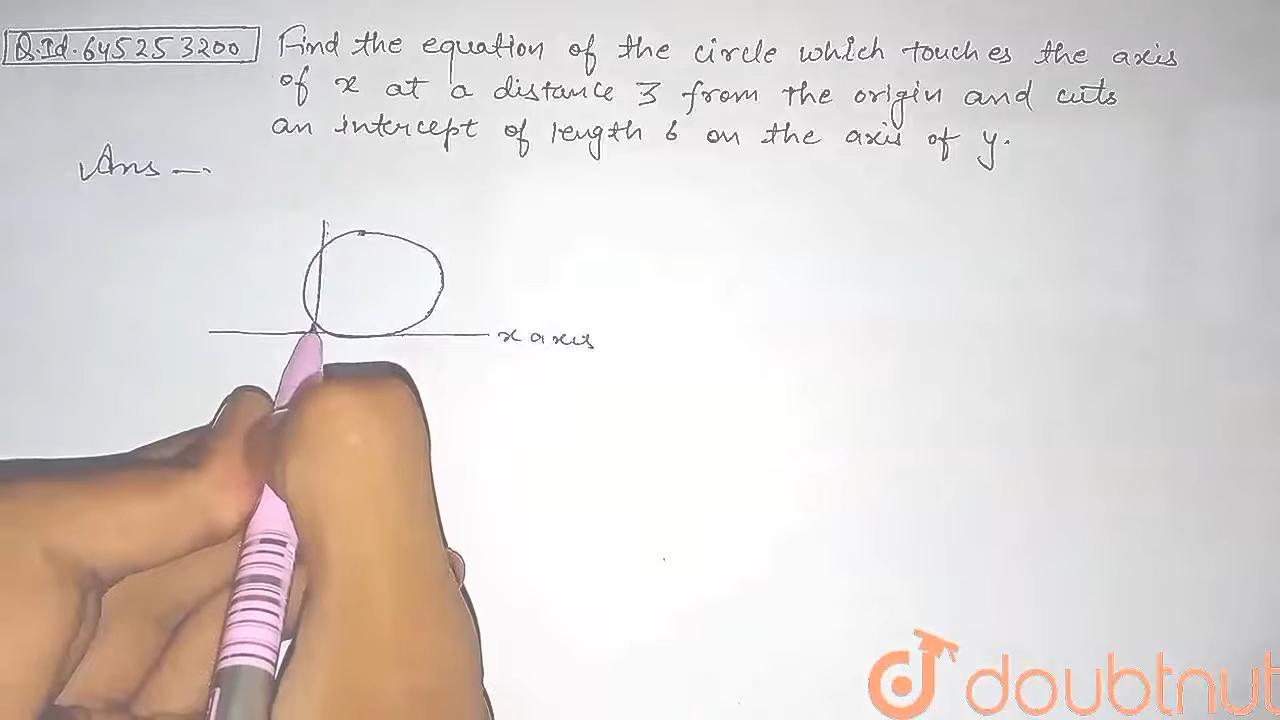 Q.Id.645253200 Find the equation of the circle which touches the axis
of x at a distance 3 from the origin and cuts
an intercept of length 6 on the axis of y.
Ans —
x axis
doubtnut